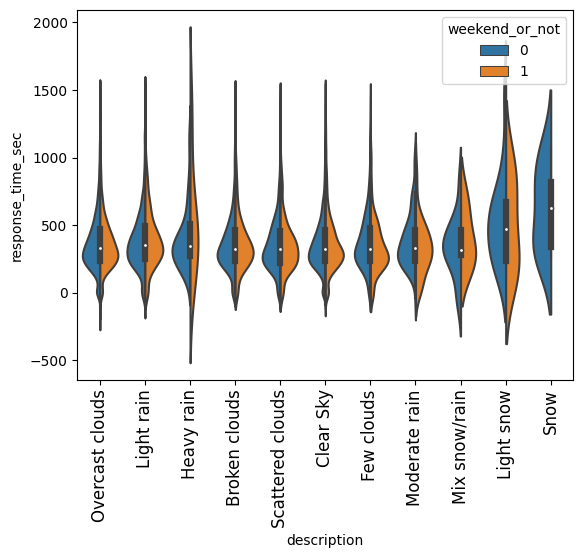 weekend_or_not
0
1
response_time_sec
2000
1500
1000
500
0
−500
Overcast clouds
Light rain
Heavy rain
Broken clouds
Scattered clouds
Clear Sky
Few clouds
Moderate rain
Mix snow/rain
Light snow
Snow
description